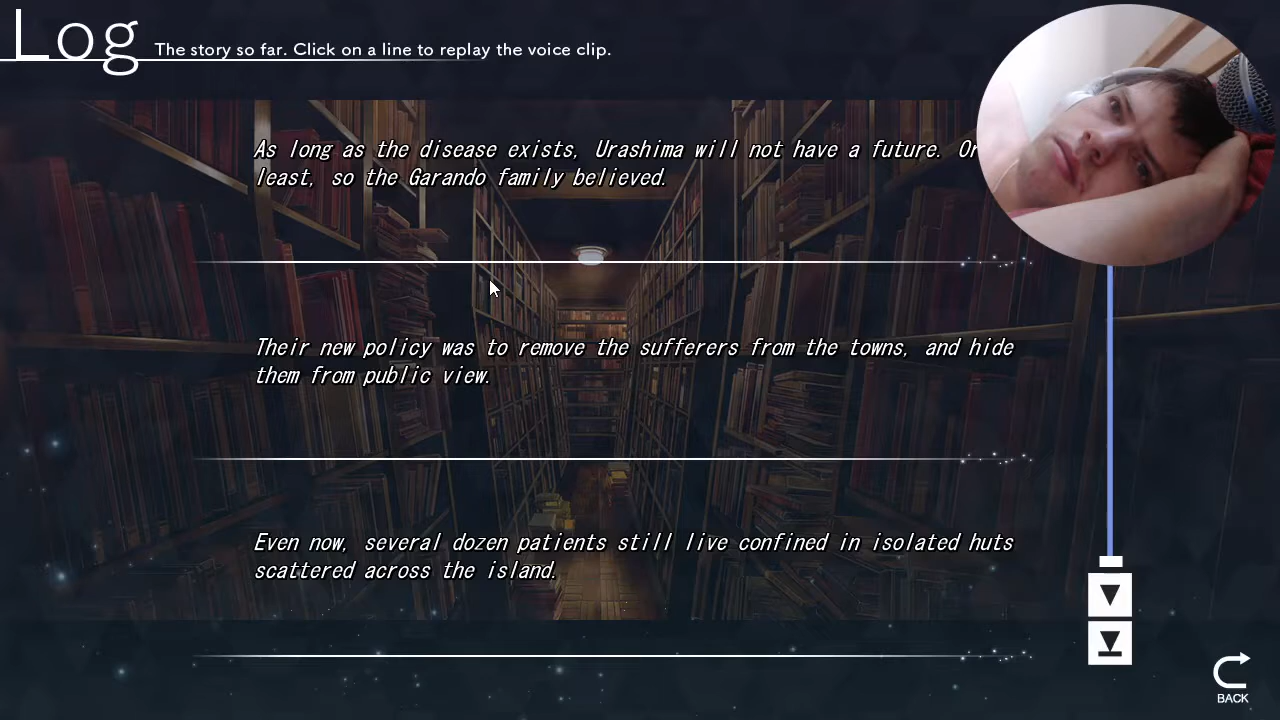 Log
The story so far. Click on a line to replay the voice clip.
As long as the disease exists, Urashima will not have a future. Or
least, so the Garando family believed.
Their new policy was to remove the sufferers from the towns, and hide
them from public view.
Even now, several dozen patients still live confined in isolated huts
scattered across the island.
BACK